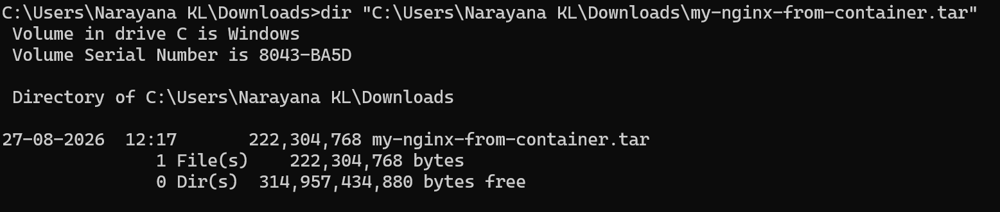 C:\Users\Narayana KL\Downloads>dir "C:\Users\Narayana KL\Downloads\my-nginx-from-container.tar"
 Volume in drive C is Windows
 Volume Serial Number is 8043-BA5D

 Directory of C:\Users\Narayana KL\Downloads

27-08-2026  12:17       222,304,768 my-nginx-from-container.tar
               1 File(s)    222,304,768 bytes
               0 Dir(s)  314,957,434,880 bytes free